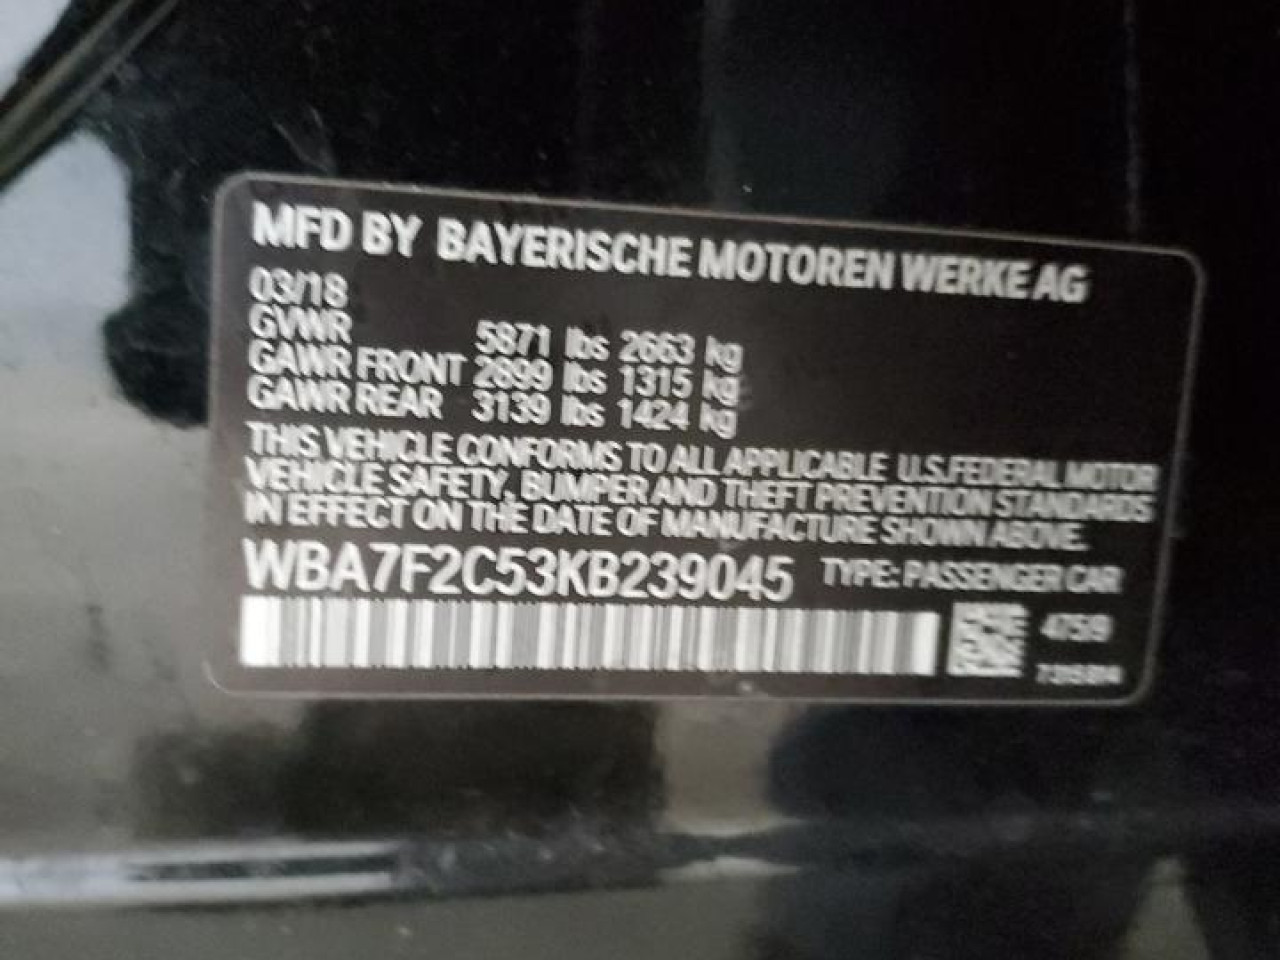 MFD BY BAYERISCHE MOTOREN WERKE AG
03/18
GVWR 5871 lbs 2663 kg
GAWR FRONT 2899 lbs 1315 kg
GAWR REAR 3139 lbs 1424 kg
THIS VEHICLE CONFORMS TO ALL APPLICABLE U.S.FEDERAL MOTOR
VEHICLE SAFETY, BUMPER AND THEFT PREVENTION STANDARDS
IN EFFECT ON THE DATE OF MANUFACTURE SHOWN ABOVE.
WBA7F2C53KB239045 TYPE: PASSENGER CAR